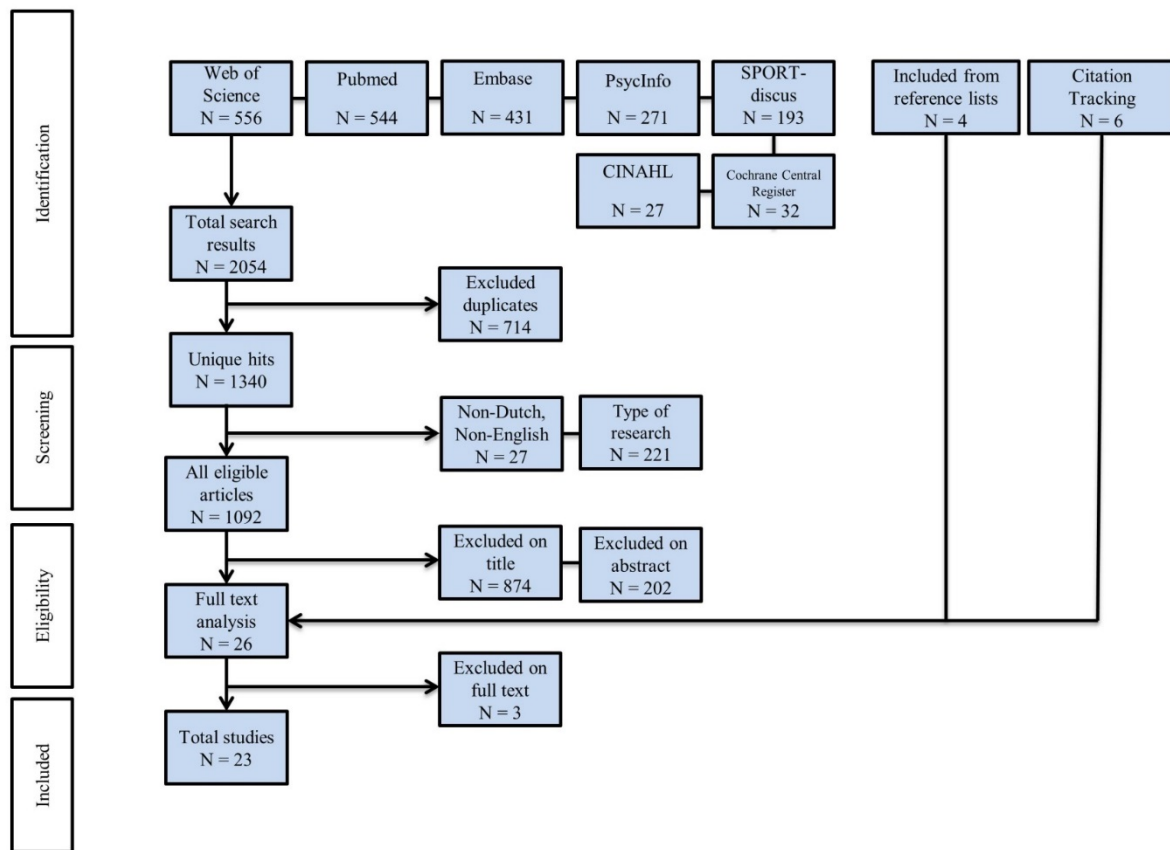 Identification
Web of
Science
N = 556
Pubmed
N = 544
Embase
N = 431
PsycInfo
N = 271
SPORT-
discus
N = 193
Included from
reference lists
N = 4
Citation
Tracking
N = 6
CINAHL
N = 27
Cochrane Central
Register
N = 32
Total search
results
N = 2054
Excluded
duplicates
N = 714
Screening
Unique hits
N = 1340
Non-Dutch,
Non-English
N = 27
Type of
research
N = 221
All eligible
articles
N = 1092
Eligibility
Excluded on
title
N = 874
Excluded on
abstract
N = 202
Full text
analysis
N = 26
Excluded on
full text
N = 3
Included
Total studies
N = 23